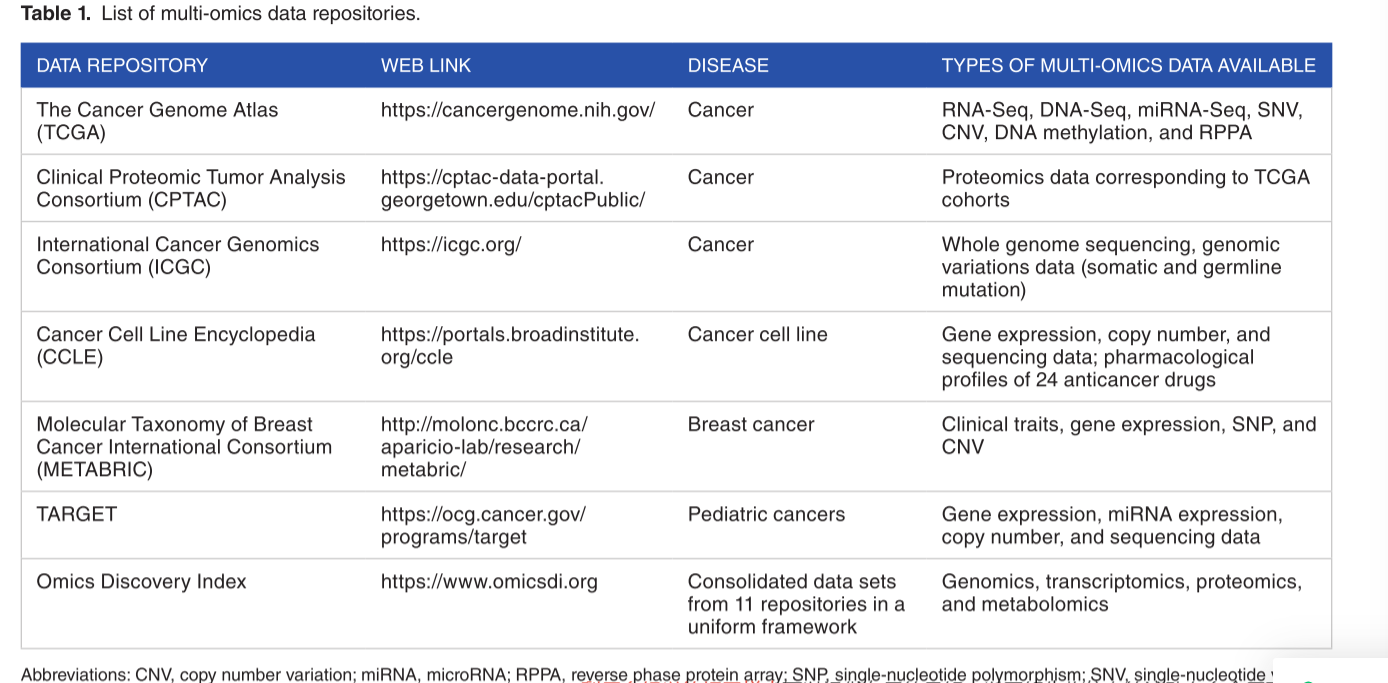 Table 1. List of multi-omics data repositories.
DATA REPOSITORY WEB LINK DISEASE TYPES OF MULTI-OMICS DATA AVAILABLE
The Cancer Genome Atlas
(TCGA)
https://cancergenome.nih.gov/
Cancer
RNA-Seq, DNA-Seq, miRNA-Seq, SNV,
CNV, DNA methylation, and RPPA
Clinical Proteomic Tumor Analysis
Consortium (CPTAC)
https://cptac-data-portal.
georgetown.edu/cptacPublic/
Cancer
Proteomics data corresponding to TCGA
cohorts
International Cancer Genomics
Consortium (ICGC)
https://icgc.org/
Cancer
Whole genome sequencing, genomic
variations data (somatic and germline
mutation)
Cancer Cell Line Encyclopedia
(CCLE)
https://portals.broadinstitute.
org/ccle
Cancer cell line
Gene expression, copy number, and
sequencing data; pharmacological
profiles of 24 anticancer drugs
Molecular Taxonomy of Breast
Cancer International Consortium
(METABRIC)
http://molonc.bccrc.ca/
aparicio-lab/research/
metabric/
Breast cancer
Clinical traits, gene expression, SNP, and
CNV
TARGET
https://ocg.cancer.gov/
programs/target
Pediatric cancers
Gene expression, miRNA expression,
copy number, and sequencing data
Omics Discovery Index
https://www.omicsdi.org
Consolidated data sets
from 11 repositories in a
uniform framework
Genomics, transcriptomics, proteomics,
and metabolomics
Abbreviations: CNV, copy number variation; miRNA, microRNA; RPPA, reverse phase protein array; SNP, single-nucleotide polymorphism; SNV, single-nucleotide